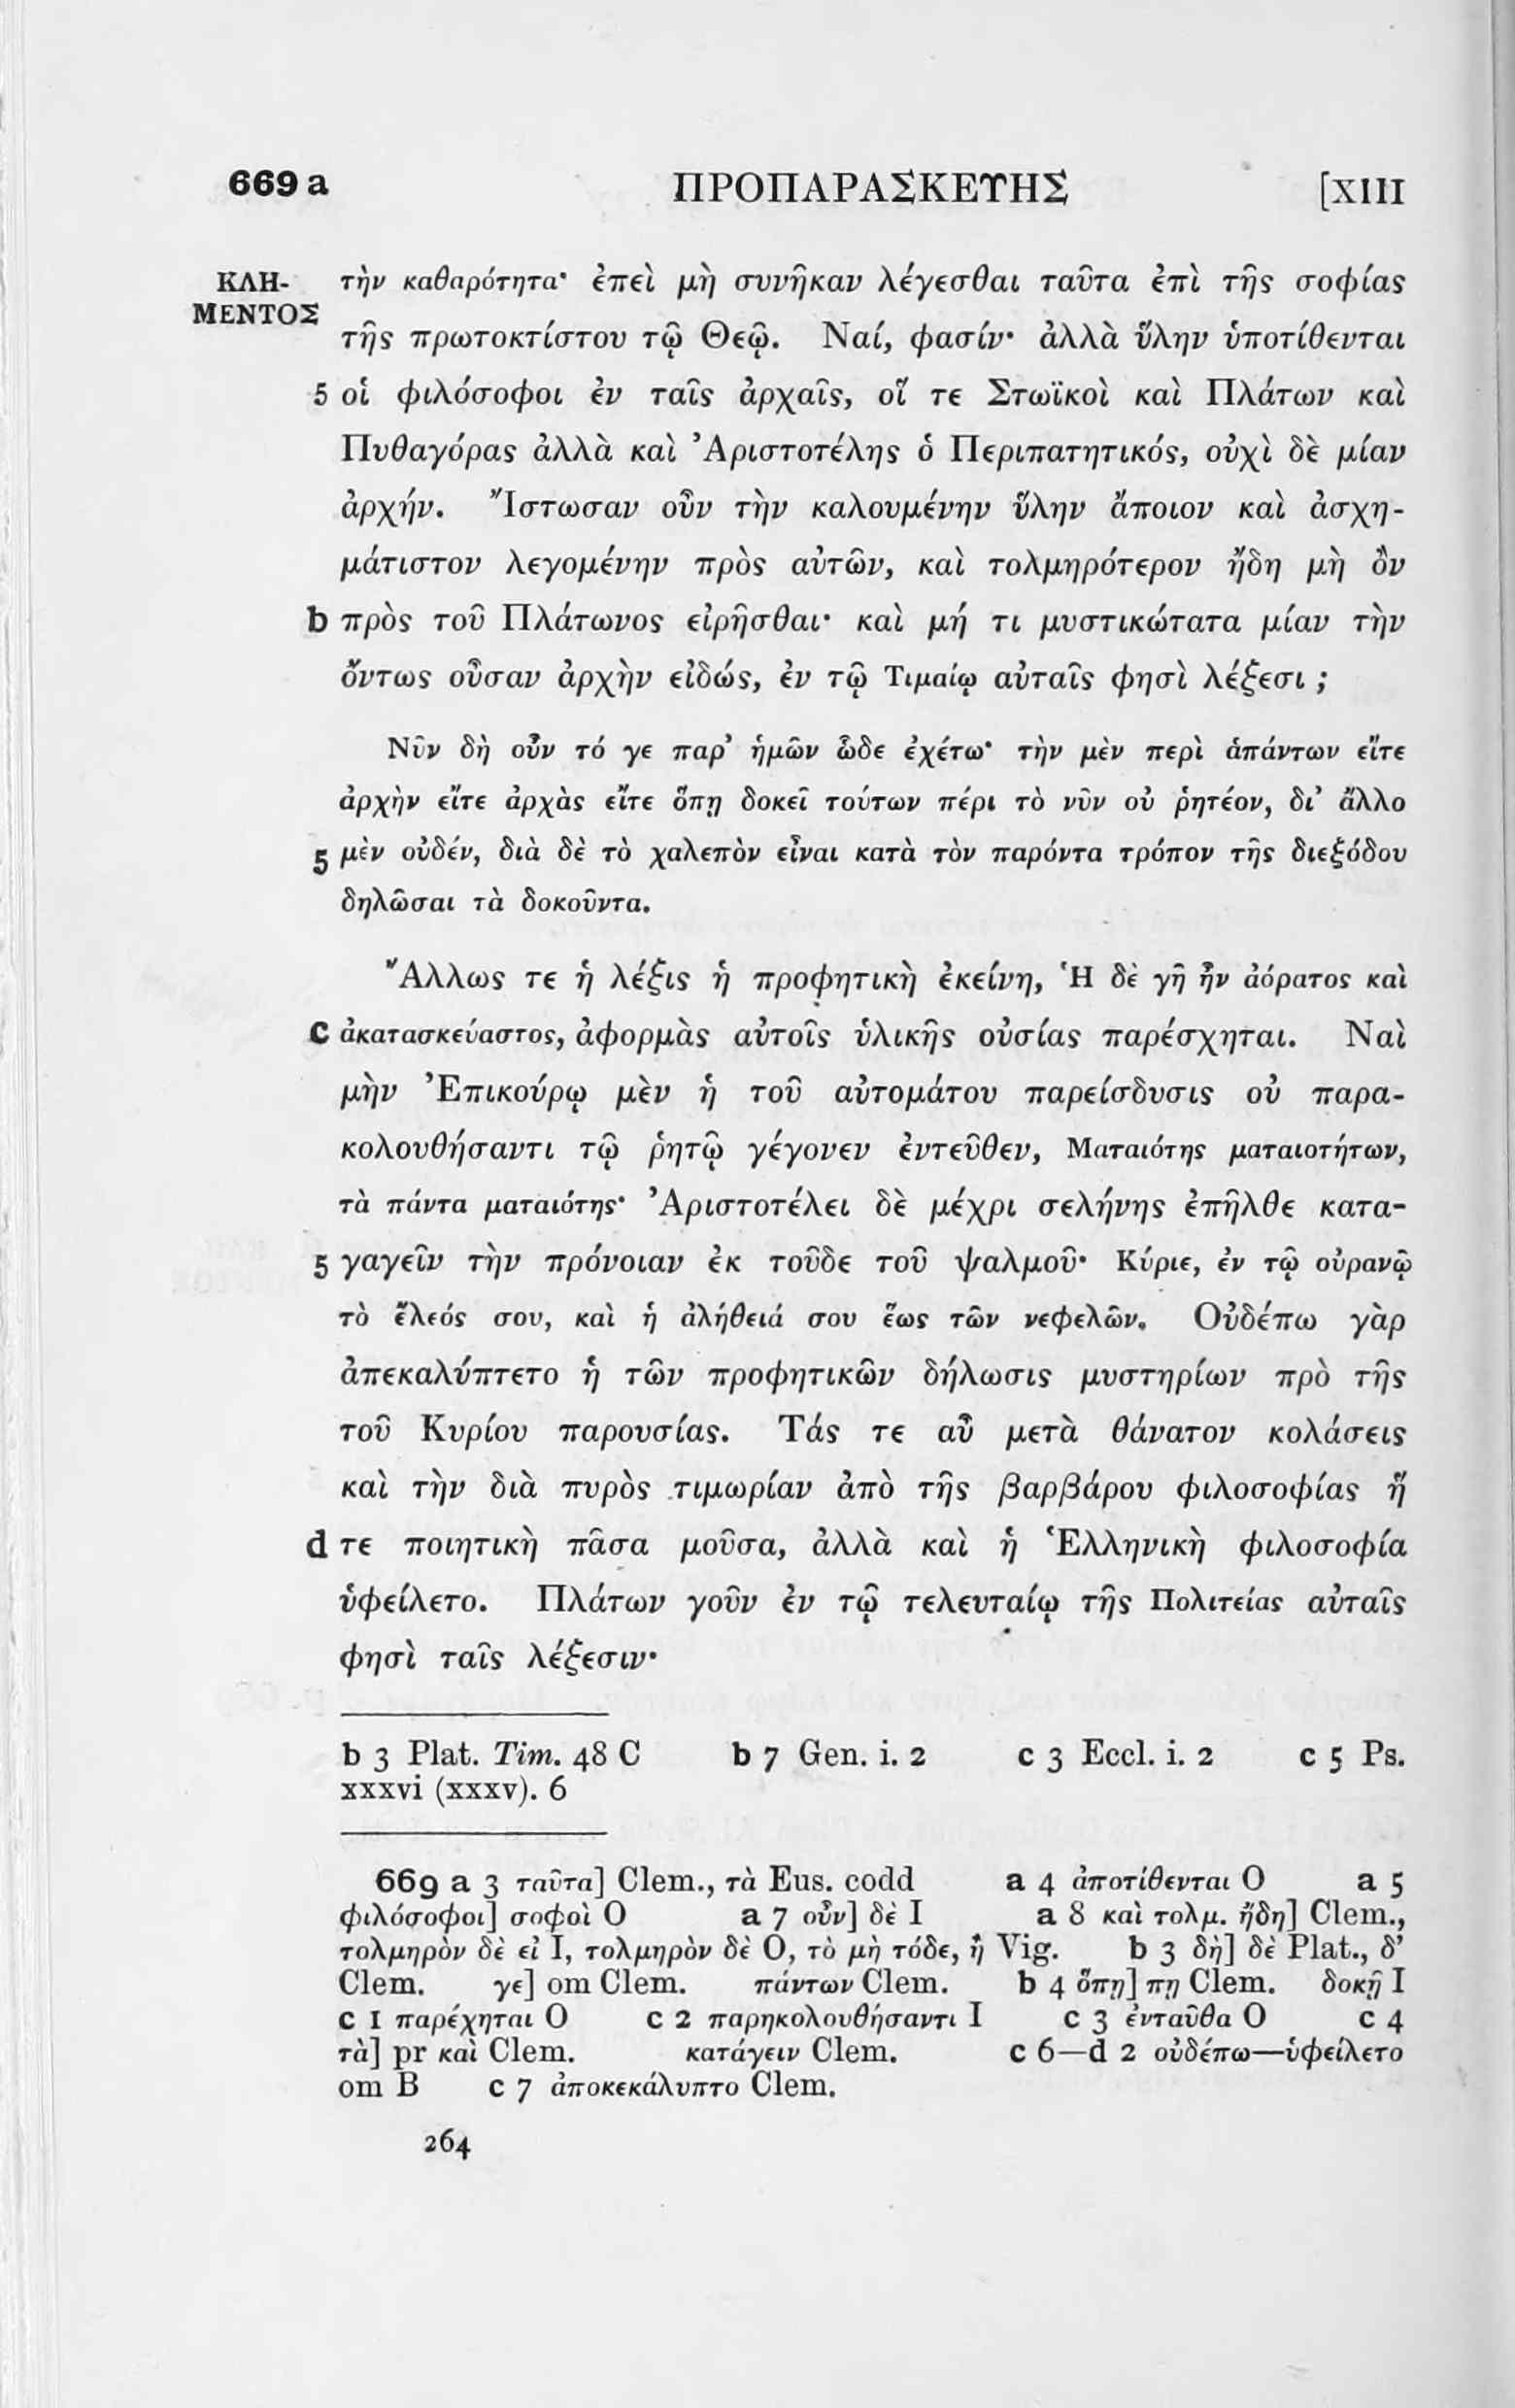 669 a ΠΡΟΠΑΡΑΣΚΕΥΗΣ [XIII
ΚΛΗ- τὴν καθαρότητα· ἐπεὶ μὴ συνῆκαν λέγεσθαι ταῦτα ἐπὶ τῆς σοφίας
ΜΕΝΤΟΣ
τῆς πρωτοκτίστου τῷ Θεῷ. Ναί, φασίν· ἀλλὰ ὕλην ὑποτίθενται
5 οἱ φιλόσοφοι ἐν ταῖς ἀρχαῖς, οἵ τε Στωϊκοὶ καὶ Πλάτων καὶ
Πυθαγόρας ἀλλὰ καὶ Ἀριστοτέλης ὁ Περιπατητικός, οὐχὶ δὲ μίαν
ἀρχήν. Ἴστωσαν οὖν τὴν καλουμένην ὕλην ἄποιον καὶ ἀσχη-
μάτιστον λεγομένην πρὸς αὐτῶν, καὶ τολμηρότερον ἤδη μὴ ὂν
b πρὸς τοῦ Πλάτωνος εἰρῆσθαι· καὶ μή τι μυστικώτατα μίαν τὴν
ὄντως οὖσαν ἀρχὴν εἰδώς, ἐν τῷ Τιμαίῳ αὐταῖς φησὶ λέξεσι ;
Νῦν δὴ οὖν τό γε παρ’ ἡμῶν ὧδε ἐχέτω· τὴν μὲν περὶ ἁπάντων εἴτε
ἀρχὴν εἴτε ἀρχὰς εἴτε ὅπῃ δοκεῖ τούτων πέρι τὸ νῦν οὐ ῥητέον, δι’ ἄλλο
5 μὲν οὐδέν, διὰ δὲ τὸ χαλεπὸν εἶναι κατὰ τὸν παρόντα τρόπον τῆς διεξόδου
δηλῶσαι τὰ δοκοῦντα.
Ἄλλως τε ἡ λέξις ἡ προφητικὴ ἐκείνη, Ἡ δὲ γῆ ἦν ἀόρατος καὶ
c ἀκατασκεύαστος, ἀφορμὰς αὐτοῖς ὑλικῆς οὐσίας παρέσχηται. Ναὶ
μὴν Ἐπικούρῳ μὲν ἡ τοῦ αὐτομάτου παρείσδυσις οὐ παρα-
κολουθήσαντι τῷ ῥητῷ γέγονεν ἐντεῦθεν, Ματαιότης ματαιοτήτων,
τὰ πάντα ματαιότης· Ἀριστοτέλει δὲ μέχρι σελήνης ἐπῆλθε κατα-
5 γαγεῖν τὴν πρόνοιαν ἐκ τοῦδε τοῦ ψαλμοῦ· Κύριε, ἐν τῷ οὐρανῷ
τὸ ἔλεός σου, καὶ ἡ ἀλήθειά σου ἕως τῶν νεφελῶν. Οὐδέπω γὰρ
ἀπεκαλύπτετο ἡ τῶν προφητικῶν δήλωσις μυστηρίων πρὸ τῆς
τοῦ Κυρίου παρουσίας. Τάς τε αὖ μετὰ θάνατον κολάσεις
καὶ τὴν διὰ πυρὸς τιμωρίαν ἀπὸ τῆς βαρβάρου φιλοσοφίας ἥ
d τε ποιητικὴ πᾶσα μοῦσα, ἀλλὰ καὶ ἡ Ἑλληνικὴ φιλοσοφία
ὑφείλετο. Πλάτων γοῦν ἐν τῷ τελευταίῳ τῆς Πολιτείας αὐταῖς
φησὶ ταῖς λέξεσιν·
b 3 Plat. Tim. 48 C b 7 Gen. i. 2 c 3 Eccl. i. 2 c 5 Ps.
xxxvi (xxxv). 6
669 a 3 ταῦτα] Clem., τὰ Eus. codd a 4 ἀποτίθενται O a 5
φιλόσοφοι] σοφοὶ O a 7 οὖν] δὲ I a 8 καὶ τολμ. ἤδη] Clem.,
τολμηρὸν δὲ εἰ I, τολμηρὸν δὲ O, τὸ μὴ τόδε, ἢ Vig. b 3 δὴ] δὲ Plat., δ’
Clem. γε] om Clem. πάντων Clem. b 4 ὅπῃ] πῃ Clem. δοκῇ I
c 1 παρέχηται O c 2 παρηκολουθήσαντι I c 3 ἐνταῦθα O c 4
τὰ] pr καὶ Clem. κατάγειν Clem. c 6—d 2 οὐδέπω—ὑφείλετο
om B c 7 ἀποκεκάλυπτο Clem.
264